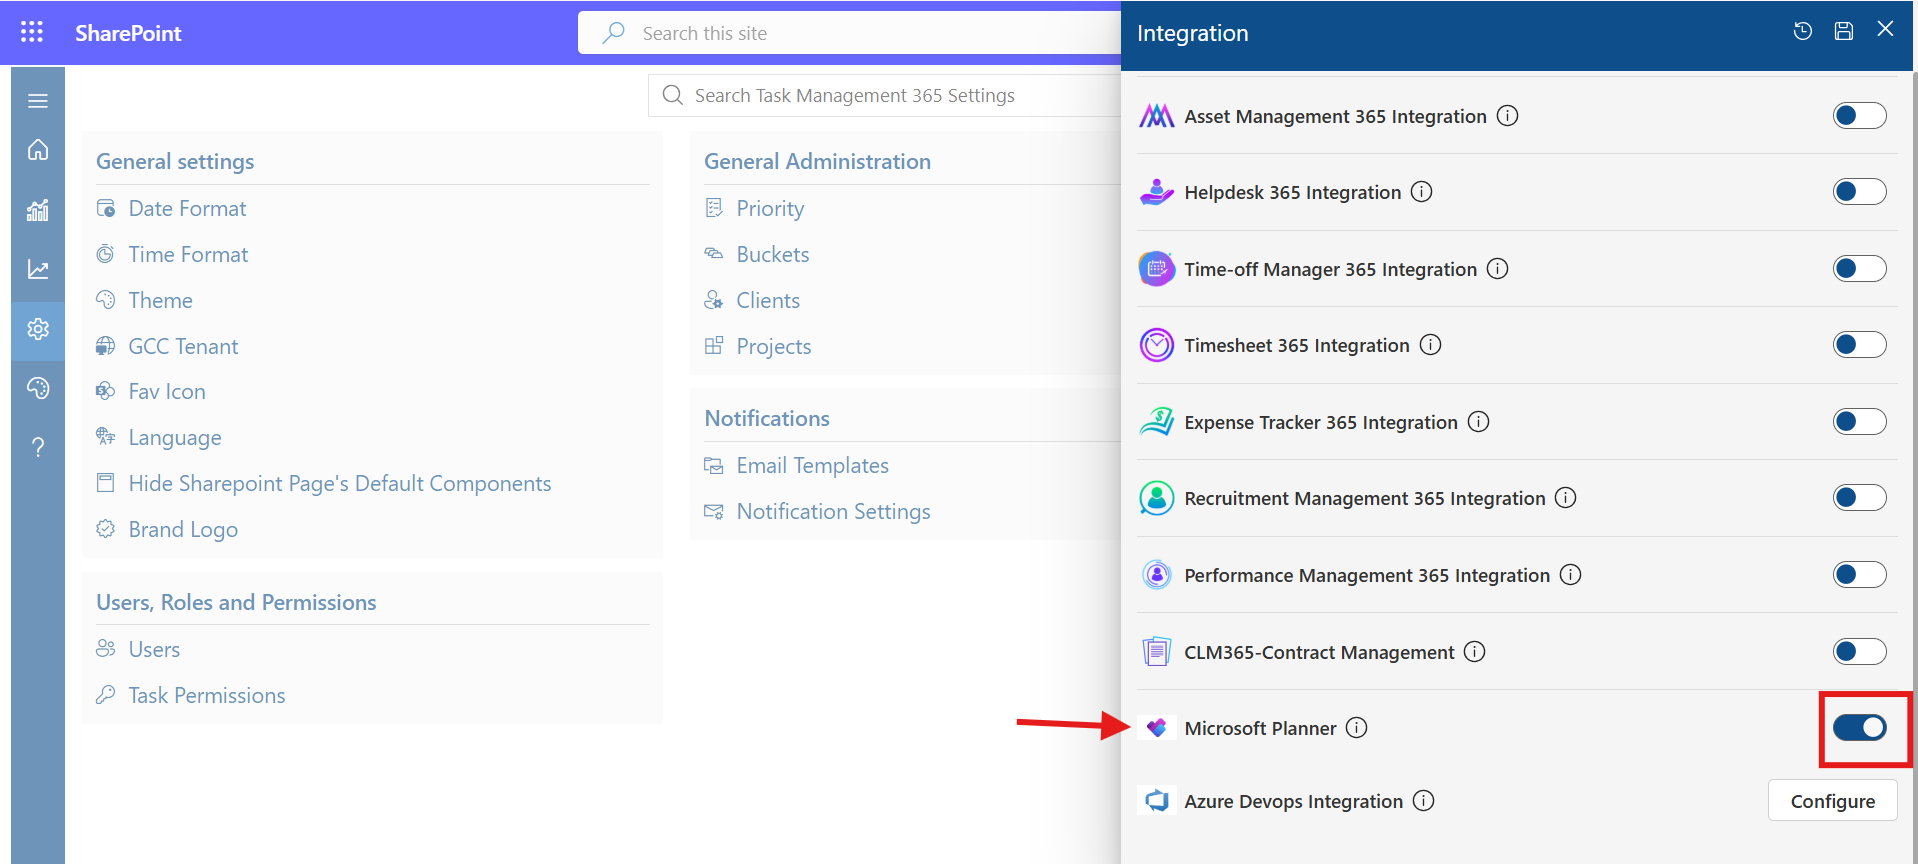 SharePoint
Search this site
Search Task Management 365 Settings
General settings
Date Format
Time Format
Theme
GCC Tenant
Fav Icon
Language
Hide Sharepoint Page's Default Components
Brand Logo
Users, Roles and Permissions
Users
Task Permissions
General Administration
Priority
Buckets
Clients
Projects
Notifications
Email Templates
Notification Settings
Integration
Asset Management 365 Integration
Helpdesk 365 Integration
Time-off Manager 365 Integration
Timesheet 365 Integration
Expense Tracker 365 Integration
Recruitment Management 365 Integration
Performance Management 365 Integration
CLM365-Contract Management
Microsoft Planner
Azure Devops Integration
Configure